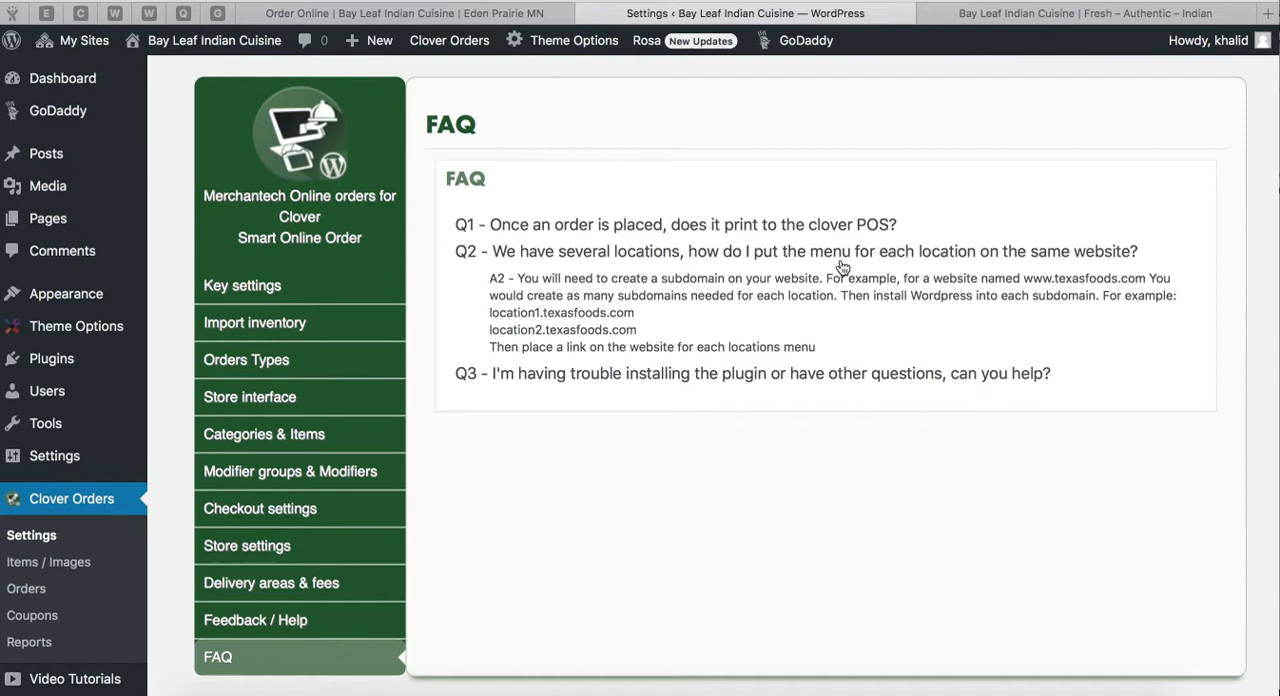 E
C
W
W
Q
G
Order Online | Bay Leaf Indian Cuisine | Eden Prairie MN
Settings ‹ Bay Leaf Indian Cuisine — WordPress
Bay Leaf Indian Cuisine | Fresh – Authentic – Indian
My Sites
Bay Leaf Indian Cuisine
0
New
Clover Orders
Theme Options
Rosa New Updates
GoDaddy
Howdy, khalid
Dashboard
GoDaddy
Posts
Media
Pages
Comments
Appearance
Theme Options
Plugins
Users
Tools
Settings
Clover Orders
Settings
Items / Images
Orders
Coupons
Reports
Video Tutorials
Merchantech Online orders for
Clover
Smart Online Order
Key settings
Import inventory
Orders Types
Store interface
Categories & Items
Modifier groups & Modifiers
Checkout settings
Store settings
Delivery areas & fees
Feedback / Help
FAQ
FAQ
FAQ
Q1 - Once an order is placed, does it print to the clover POS?
Q2 - We have several locations, how do I put the menu for each location on the same website?
A2 - You will need to create a subdomain on your website. For example, for a website named www.texasfoods.com You
would create as many subdomains needed for each location. Then install Wordpress into each subdomain. For example:
location1.texasfoods.com
location2.texasfoods.com
Then place a link on the website for each locations menu
Q3 - I'm having trouble installing the plugin or have other questions, can you help?